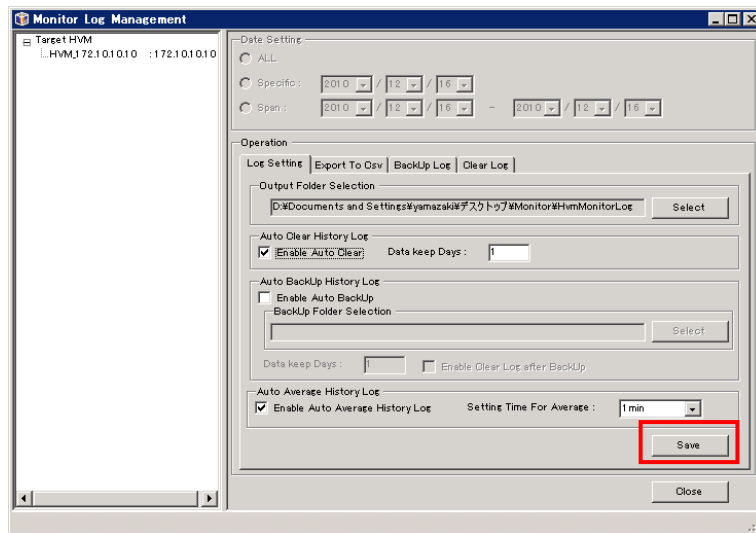 Monitor Log Management
Target HVM
HVM_172.10.10.10 : 172.10.10.10
Date Setting
ALL
Specific : 2010 / 12 / 16
Span : 2010 / 12 / 16 - 2010 / 12 / 16
Operation
Log Setting Export To Csv BackUp Log Clear Log
Output Folder Selection
D:¥Documents and Settings¥yamazaki¥デスクトップ¥Monitor¥HvmMonitorLog Select
Auto Clear History Log
Enable Auto Clear Data keep Days : 1
Auto BackUp History Log
Enable Auto BackUp
BackUp Folder Selection
Select
Data keep Days : 1 Enable Clear Log after BackUp
Auto Average History Log
Enable Auto Average History Log Setting Time For Average : 1 min
Save
Close